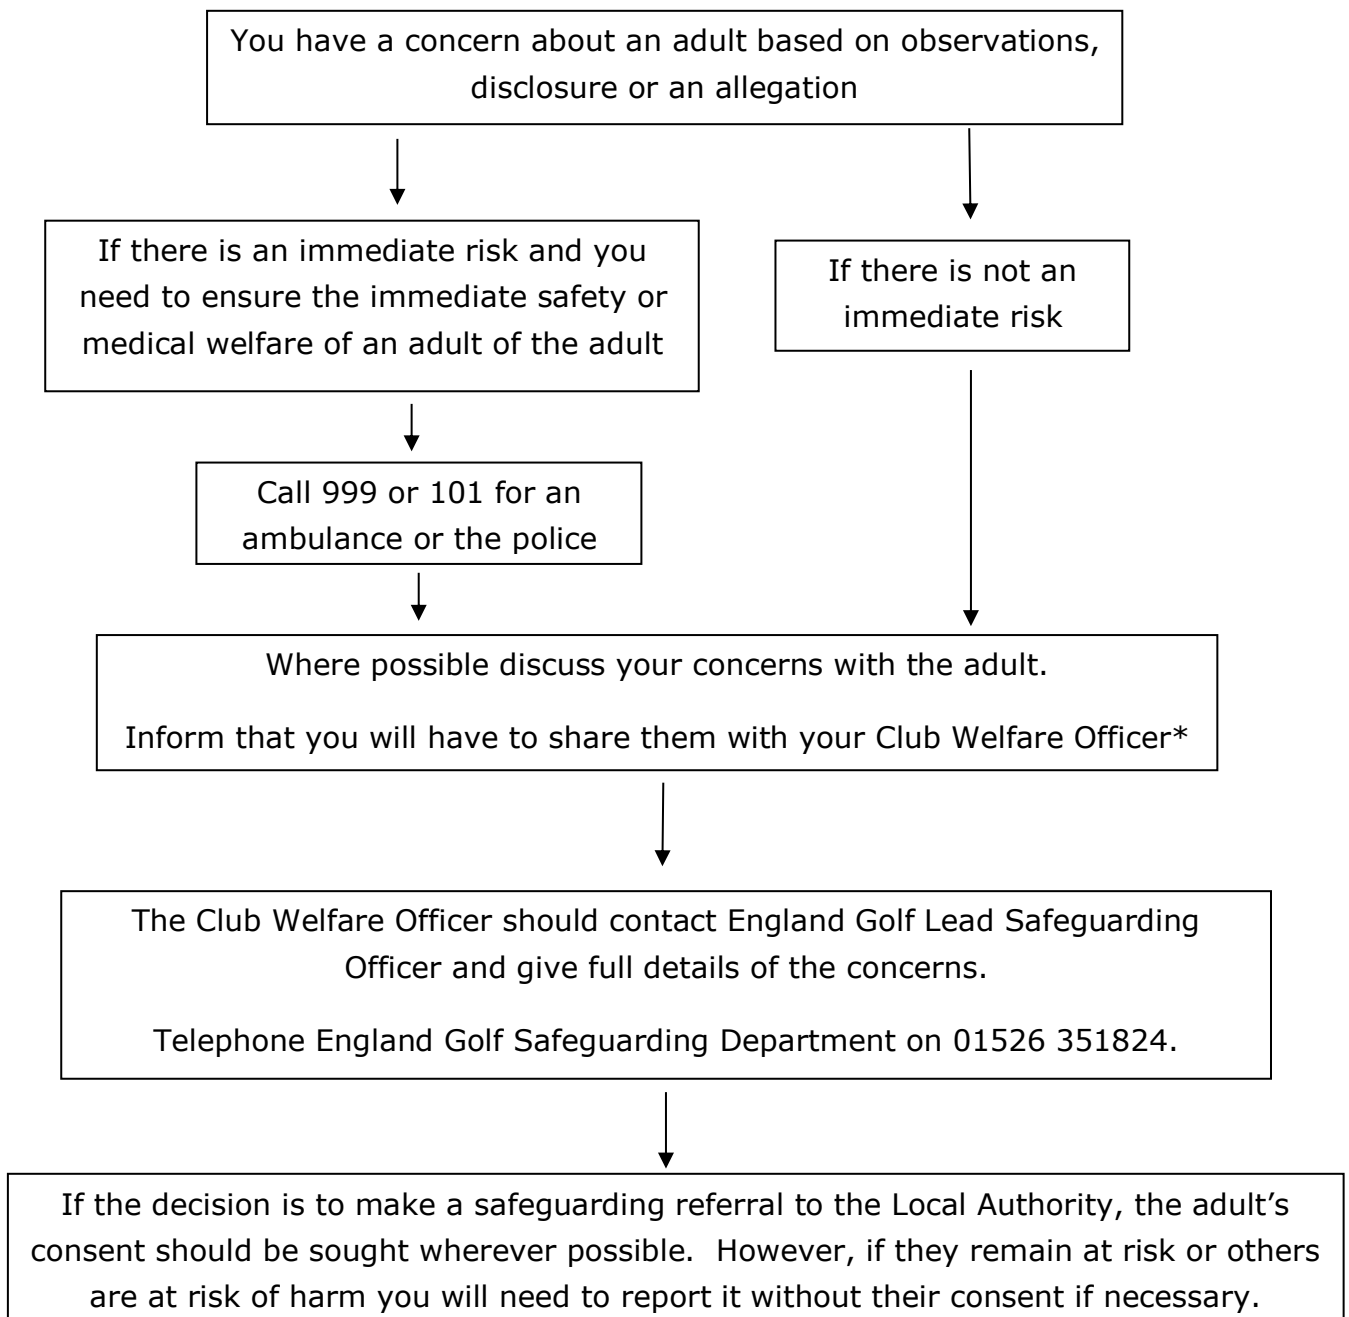 You have a concern about an adult based on observations,
disclosure or an allegation
If there is an immediate risk and you
need to ensure the immediate safety or
medical welfare of an adult of the adult
If there is not an
immediate risk
Call 999 or 101 for an
ambulance or the police
Where possible discuss your concerns with the adult.
Inform that you will have to share them with your Club Welfare Officer*
The Club Welfare Officer should contact England Golf Lead Safeguarding
Officer and give full details of the concerns.
Telephone England Golf Safeguarding Department on 01526 351824.
If the decision is to make a safeguarding referral to the Local Authority, the adult’s
consent should be sought wherever possible.  However, if they remain at risk or others
are at risk of harm you will need to report it without their consent if necessary.